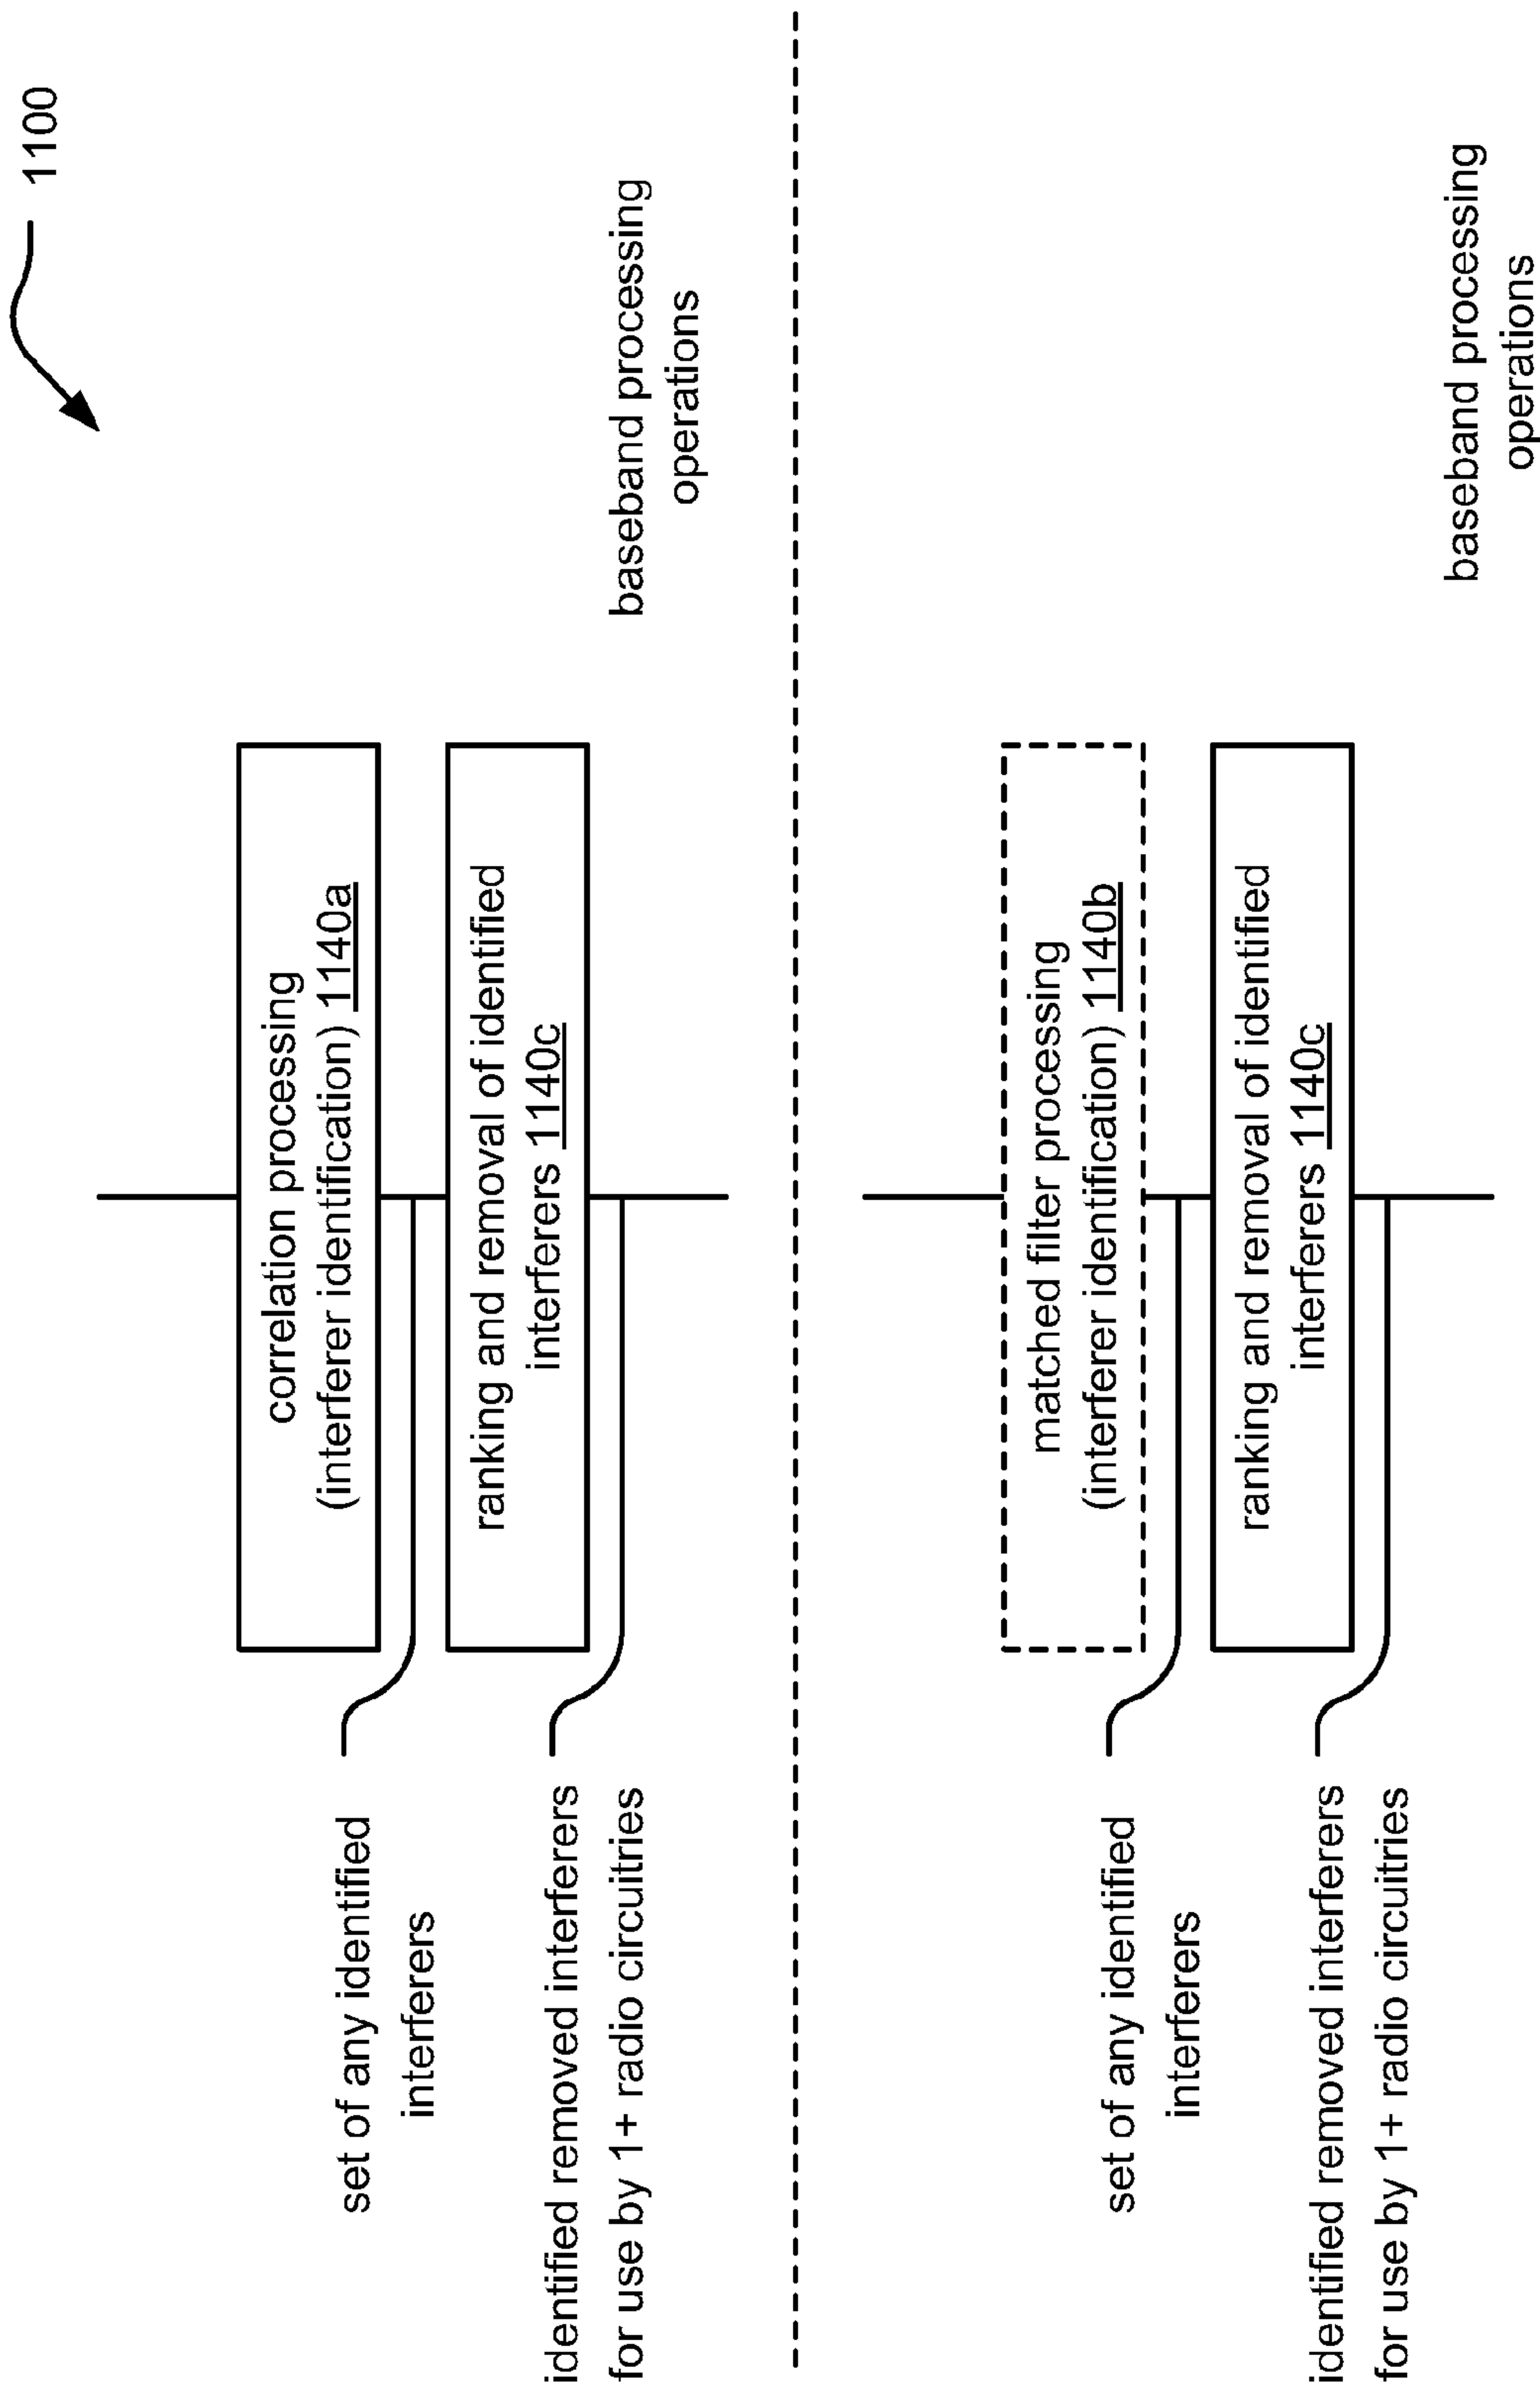 1100
correlation processing
(interferer identification) 1140a
set of any identified
interferers
ranking and removal of identified
interferers 1140c
identified removed interferers
for use by 1+ radio circuitries
baseband processing
operations
matched filter processing
(interferer identification) 1140b
set of any identified
interferers
ranking and removal of identified
interferers 1140c
identified removed interferers
for use by 1+ radio circuitries
baseband processing
operations